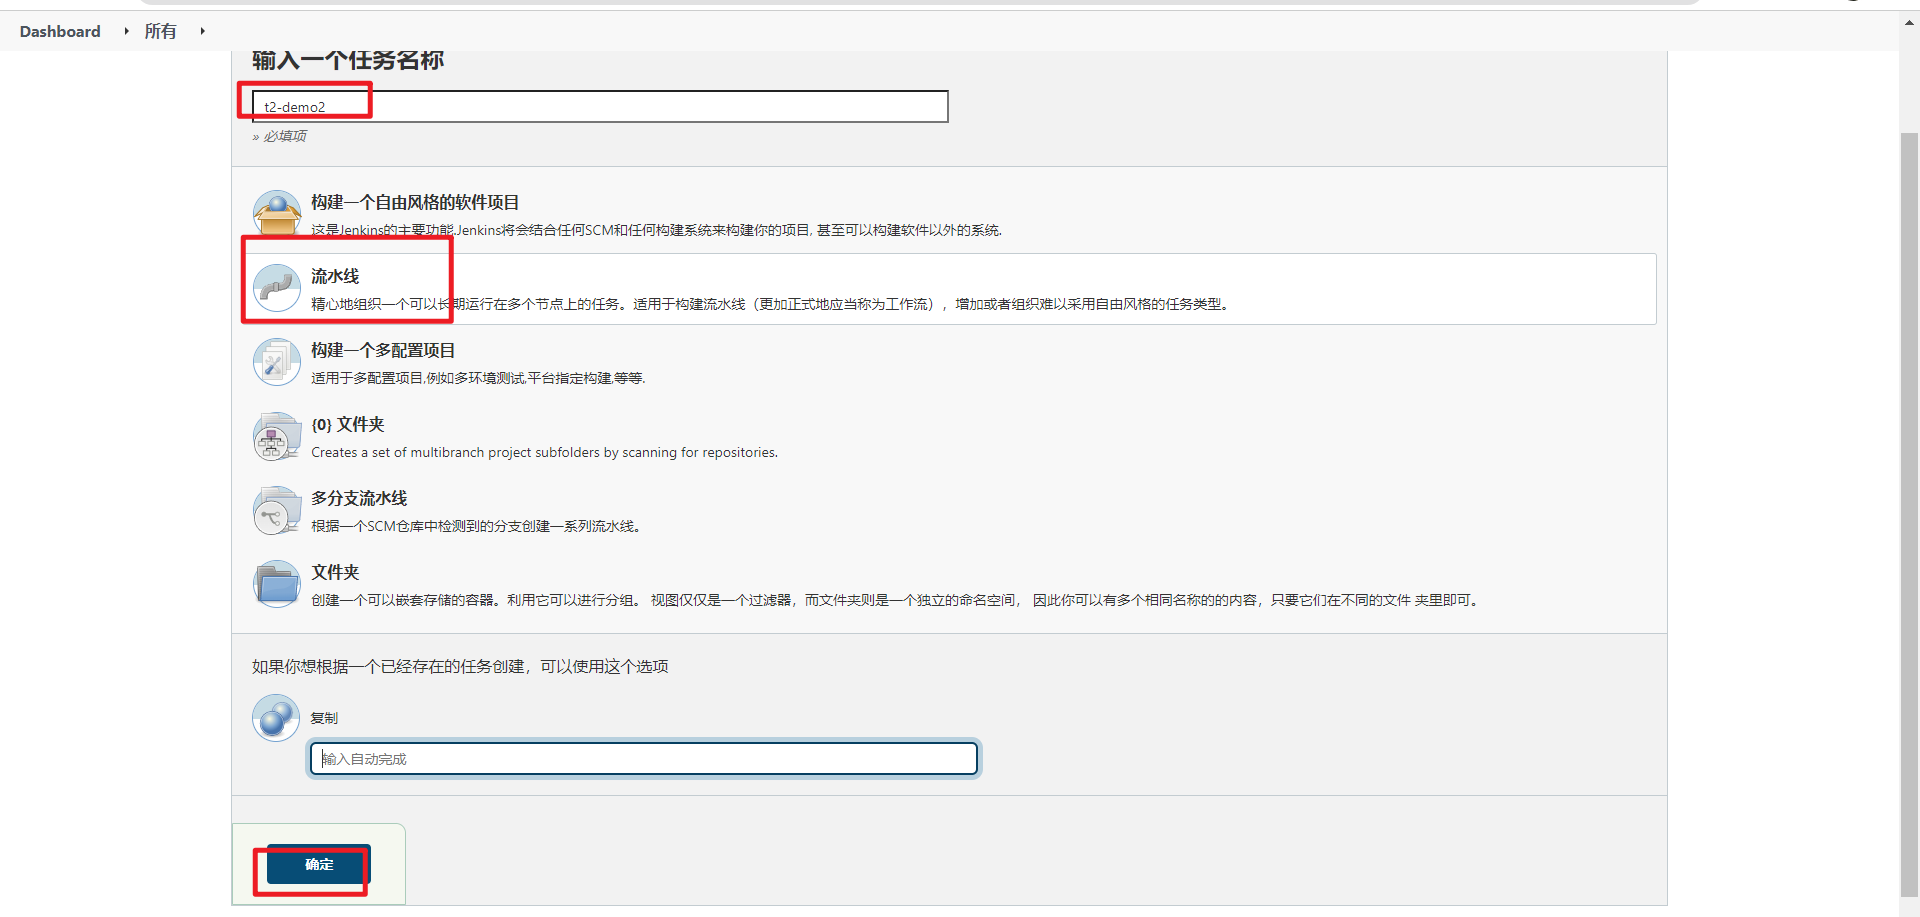 Dashboard
所有
输入一个任务名称
t2-demo2
» 必填项
构建一个自由风格的软件项目
这是Jenkins的主要功能.Jenkins将会结合任何SCM和任何构建系统来构建你的项目, 甚至可以构建软件以外的系统.
流水线
精心地组织一个可以长期运行在多个节点上的任务。适用于构建流水线（更加正式地应当称为工作流），增加或者组织难以采用自由风格的任务类型。
构建一个多配置项目
适用于多配置项目,例如多环境测试,平台指定构建,等等.
{0} 文件夹
Creates a set of multibranch project subfolders by scanning for repositories.
多分支流水线
根据一个SCM仓库中检测到的分支创建一系列流水线。
文件夹
创建一个可以嵌套存储的容器。利用它可以进行分组。 视图仅仅是一个过滤器，而文件夹则是一个独立的命名空间， 因此你可以有多个相同名称的的内容，只要它们在不同的文件 夹里即可。
如果你想根据一个已经存在的任务创建，可以使用这个选项
复制
输入自动完成
确定